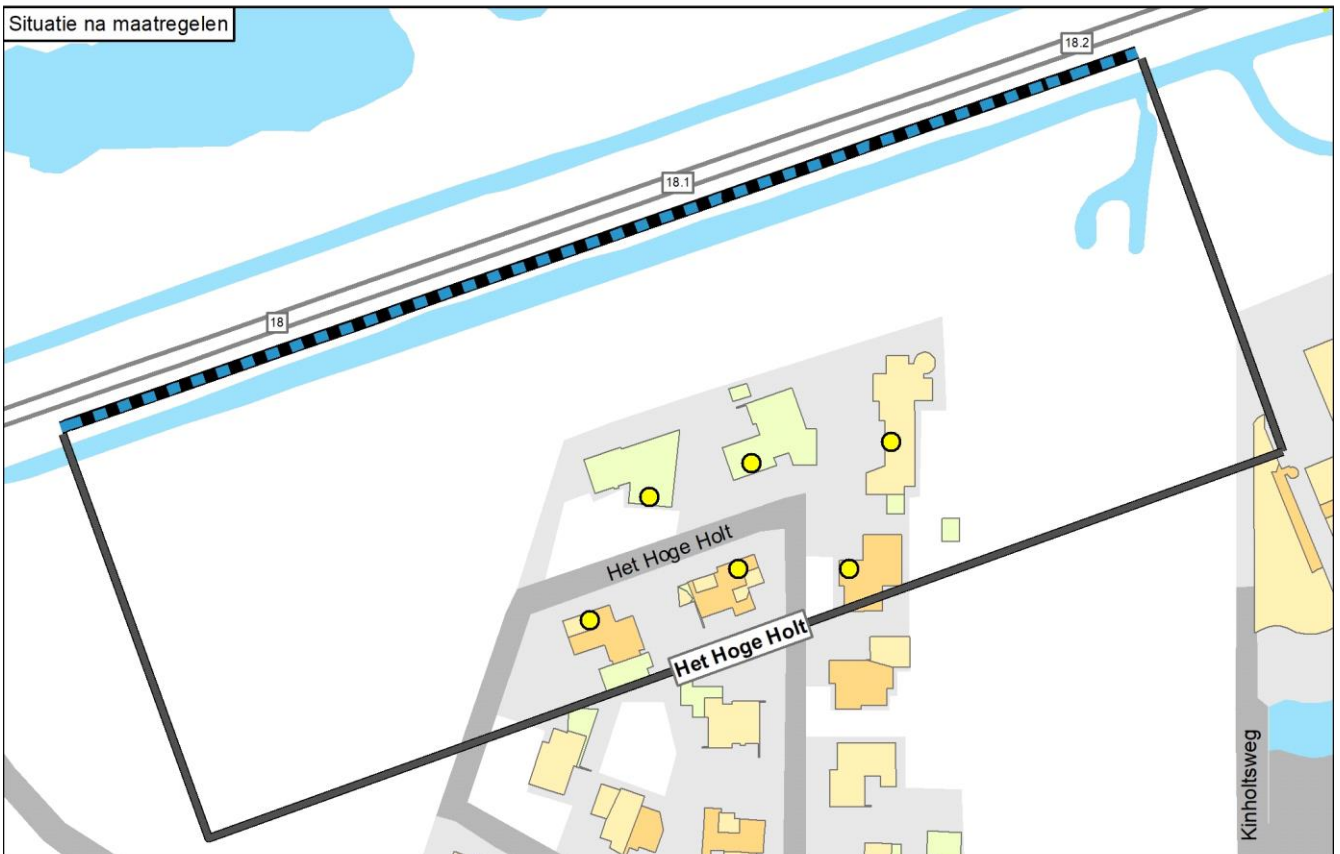 Situatie na maatregelen
18.2
18.1
18
Het Hoge Holt
Het Hoge Holt
Kinholtsweg